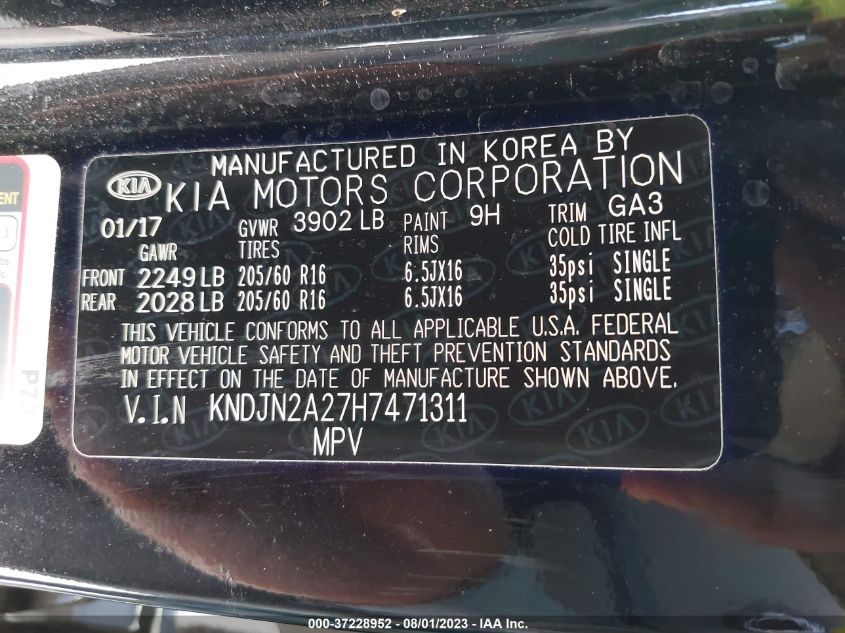 MANUFACTURED IN KOREA BY
KIA KIA MOTORS CORPORATION
01/17 GVWR 3902 LB PAINT 9H TRIM GA3
GAWR TIRES RIMS COLD TIRE INFL
FRONT 2249 LB 205/60 R16 6.5JX16 35psi SINGLE
REAR 2028 LB 205/60 R16 6.5JX16 35psi SINGLE
THIS VEHICLE CONFORMS TO ALL APPLICABLE U.S.A. FEDERAL
MOTOR VEHICLE SAFETY AND THEFT PREVENTION STANDARDS
IN EFFECT ON THE DATE OF MANUFACTURE SHOWN ABOVE.
V.I.N KNDJN2A27H7471311
MPV
3
000-37228952 - 08/01/2023 - IAA Inc.